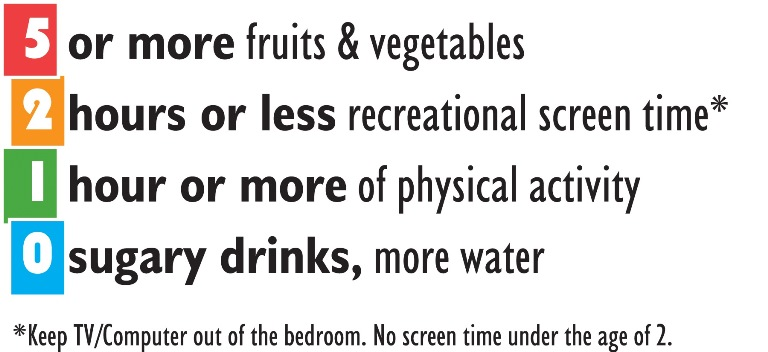 5 or more fruits & vegetables
2 hours or less recreational screen time*
1 hour or more of physical activity
0 sugary drinks, more water
*Keep TV/Computer out of the bedroom. No screen time under the age of 2.